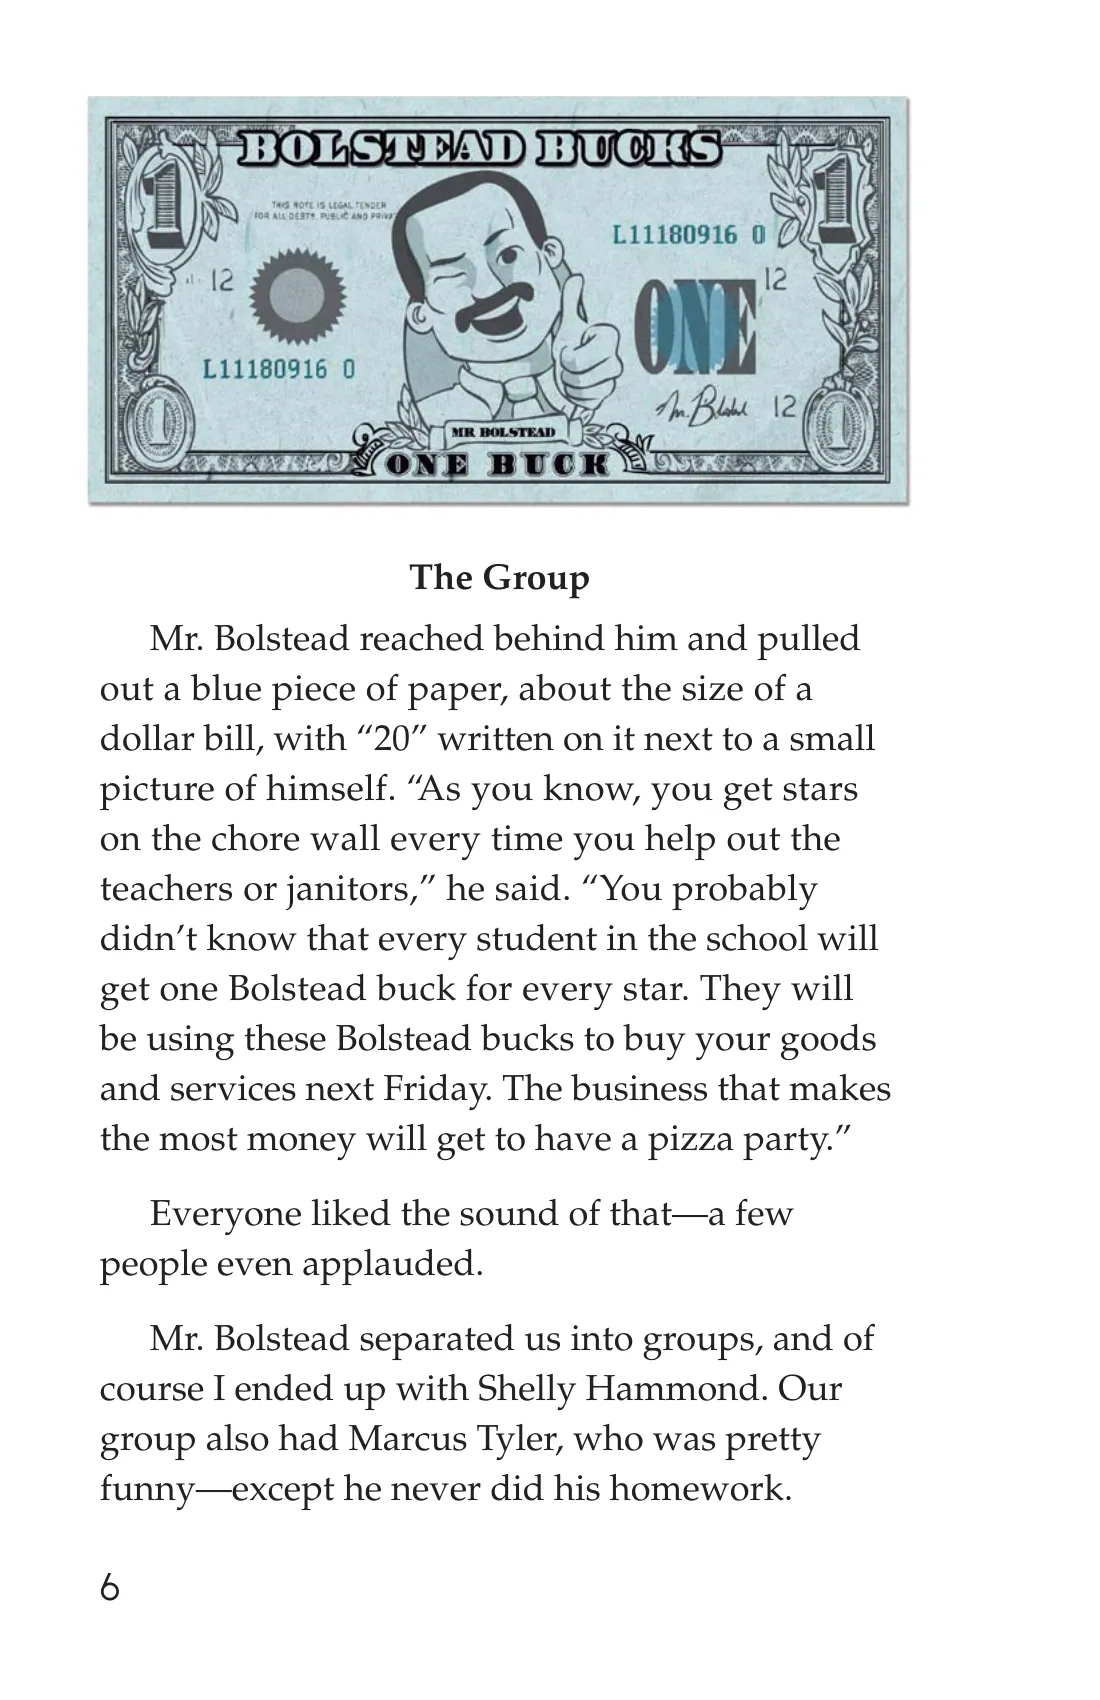 BOLSTEAD BUCKS
1
1
THIS NOTE IS LEGAL TENDER
FOR ALL DEBTS, PUBLIC AND PRIVA
L11180916 0
12
12
ONE
L11180916 0
M. Bolstead
12
1
1
MR BOLSTEAD
ONE BUCK
The Group
Mr. Bolstead reached behind him and pulled
out a blue piece of paper, about the size of a
dollar bill, with “20” written on it next to a small
picture of himself. “As you know, you get stars
on the chore wall every time you help out the
teachers or janitors,” he said. “You probably
didn’t know that every student in the school will
get one Bolstead buck for every star. They will
be using these Bolstead bucks to buy your goods
and services next Friday. The business that makes
the most money will get to have a pizza party.”
Everyone liked the sound of that—a few
people even applauded.
Mr. Bolstead separated us into groups, and of
course I ended up with Shelly Hammond. Our
group also had Marcus Tyler, who was pretty
funny—except he never did his homework.
6